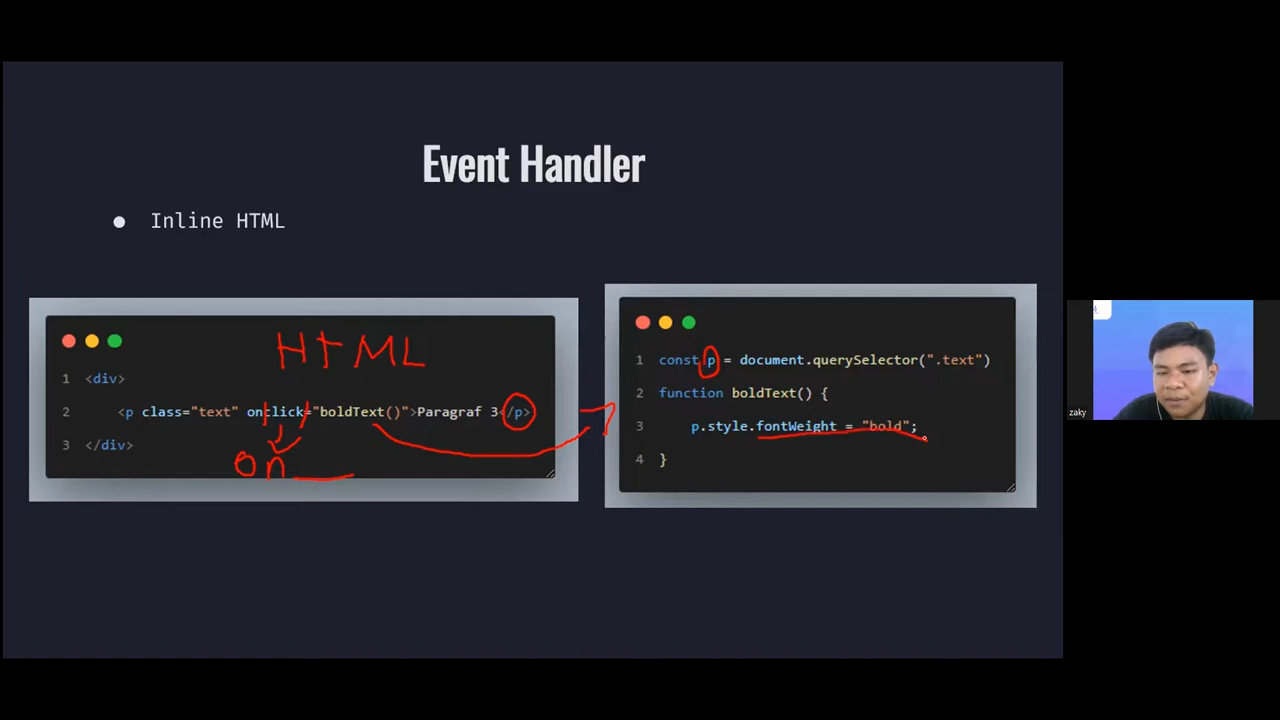 Event Handler
● Inline HTML
HTML
1 <div>
2 <p class="text" onclick="boldText()">Paragraf 3</p>
3 </div>
on___
1 const p = document.querySelector(".text")
2 function boldText() {
3 p.style.fontWeight = "bold";
4 }
zaky